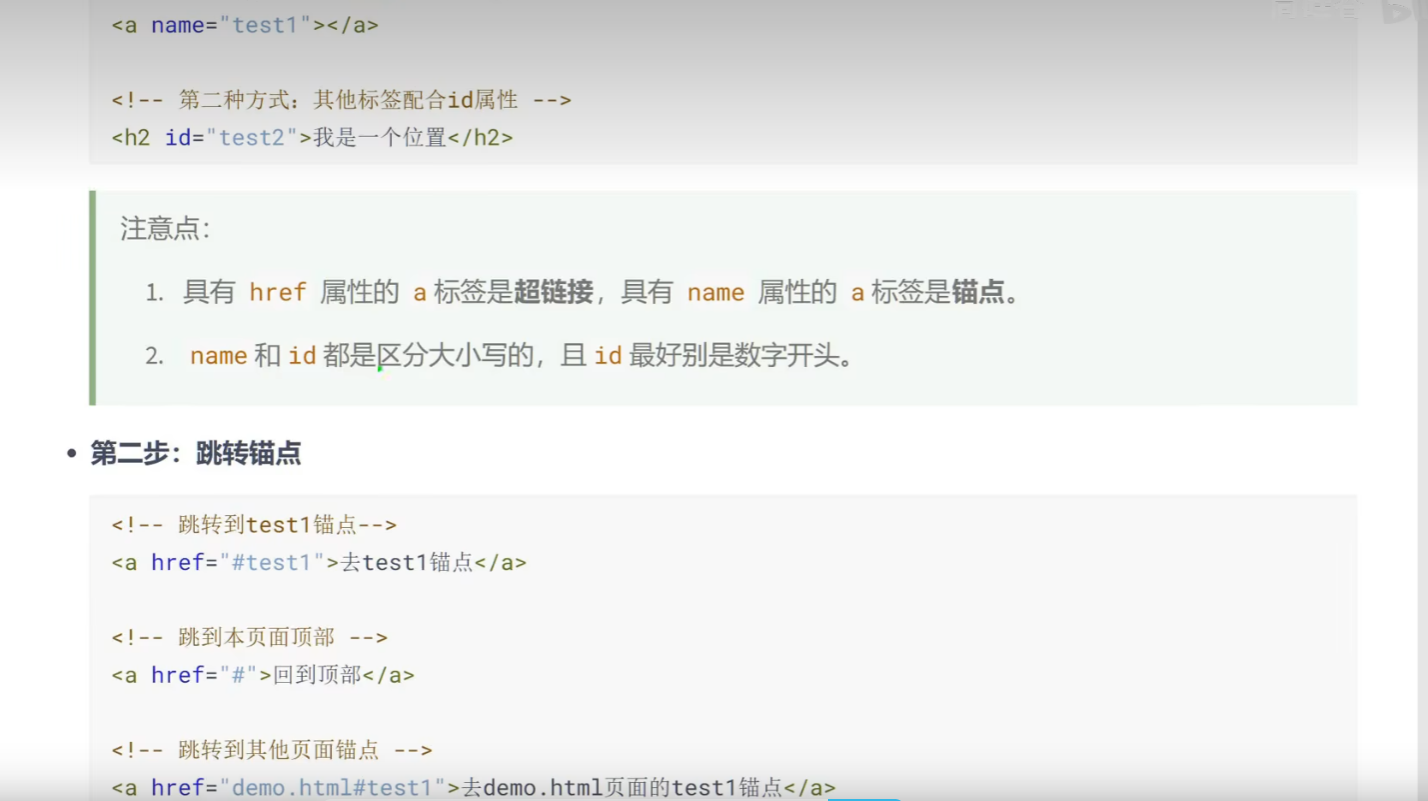 <a name="test1"></a>
<!-- 第二种方式：其他标签配合id属性 -->
<h2 id="test2">我是一个位置</h2>
注意点：
1. 具有 href 属性的 a 标签是超链接，具有 name 属性的 a 标签是锚点。
2. name 和 id 都是区分大小写的，且 id 最好别是数字开头。
• 第二步：跳转锚点
<!-- 跳转到test1锚点-->
<a href="#test1">去test1锚点</a>
<!-- 跳到本页面顶部 -->
<a href="#">回到顶部</a>
<!-- 跳转到其他页面锚点 -->
<a href="demo.html#test1">去demo.html页面的test1锚点</a>